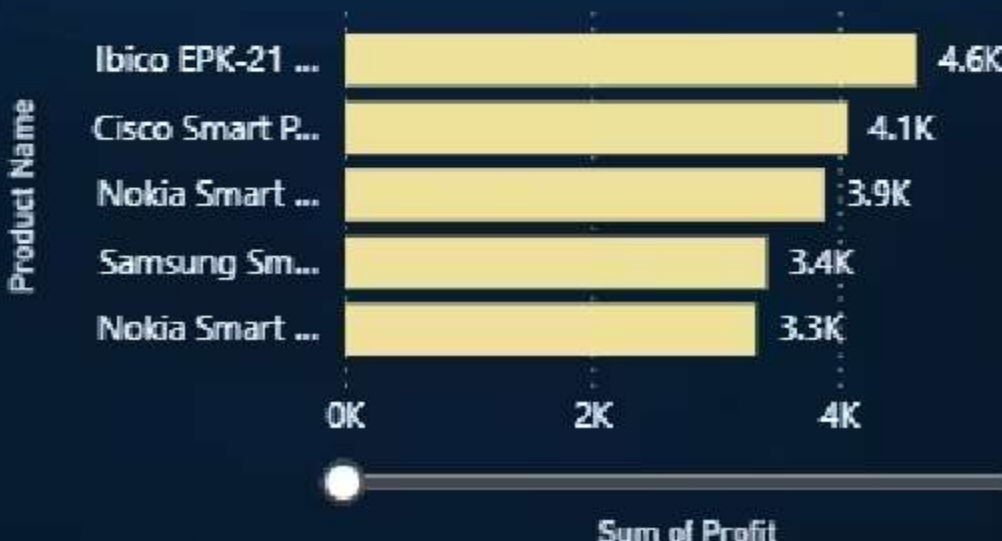 Product Name
Ibico EPK-21 ... 4.6K
Cisco Smart P... 4.1K
Nokia Smart ... 3.9K
Samsung Sm... 3.4K
Nokia Smart ... 3.3K
0K 2K 4K
Sum of Profit